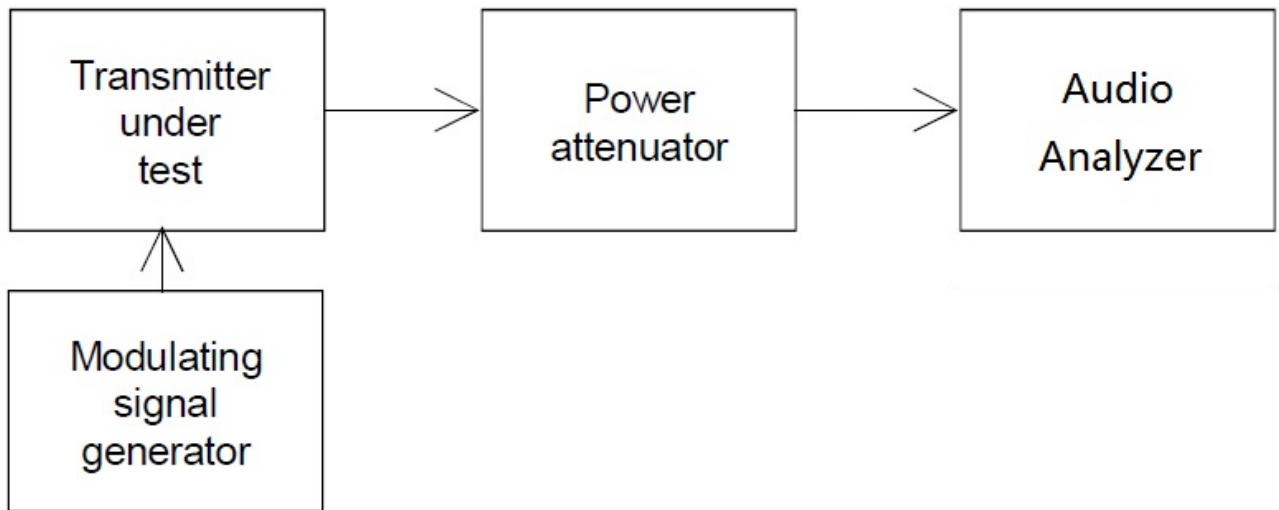 Transmitter
under
test
Power
attenuator
Audio
Analyzer
Modulating
signal
generator